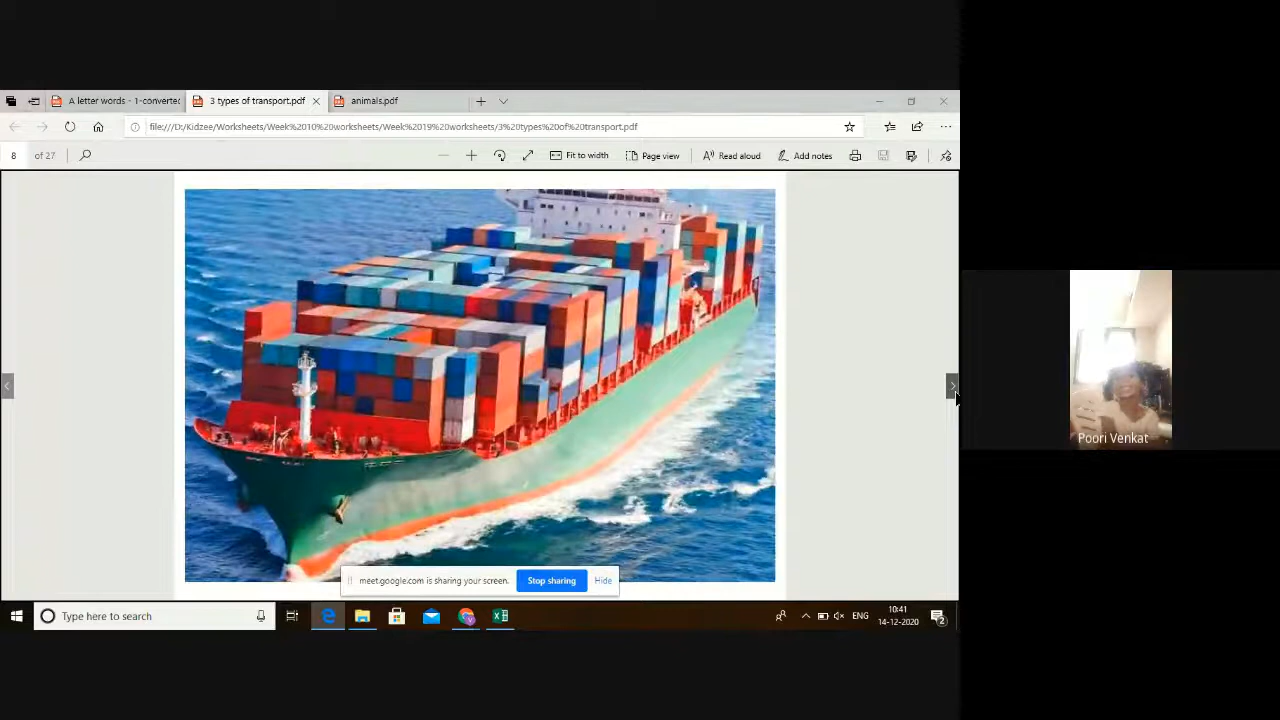 A letter words - 1-convertec
3 types of transport.pdf
animals.pdf
file:///D:/Kidzee/Worksheets/Week%2010%20worksheets/Week%2019%20worksheets/3%20types%20of%20transport.pdf
8 of 27
Fit to width
Page view
Read aloud
Add notes
Poori Venkat
meet.google.com is sharing your screen.
Stop sharing
Hide
Type here to search
ENG
10:41
14-12-2020
2